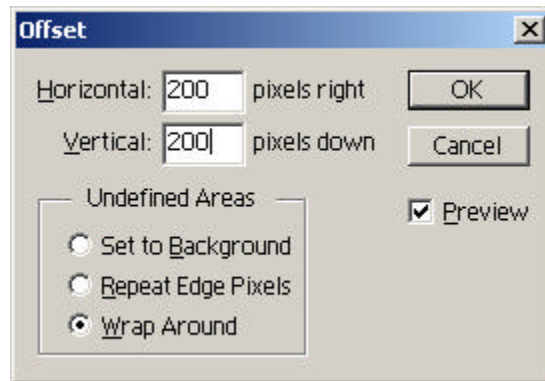 Offset
Horizontal: 200 pixels right OK
Vertical: 200 pixels down Cancel
Undefined Areas
Preview
Set to Background
Repeat Edge Pixels
Wrap Around